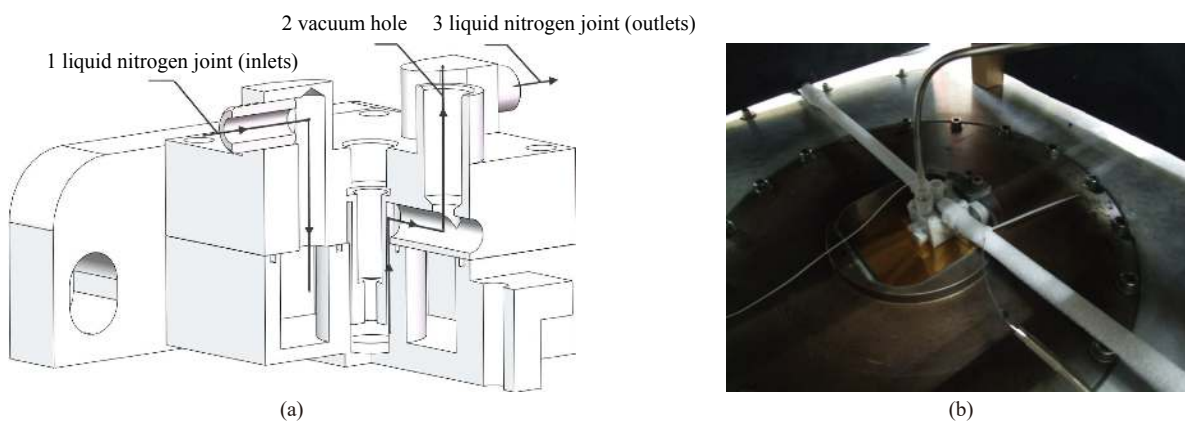 2 vacuum hole
3 liquid nitrogen joint (outlets)
1 liquid nitrogen joint (inlets)
(a)
(b)